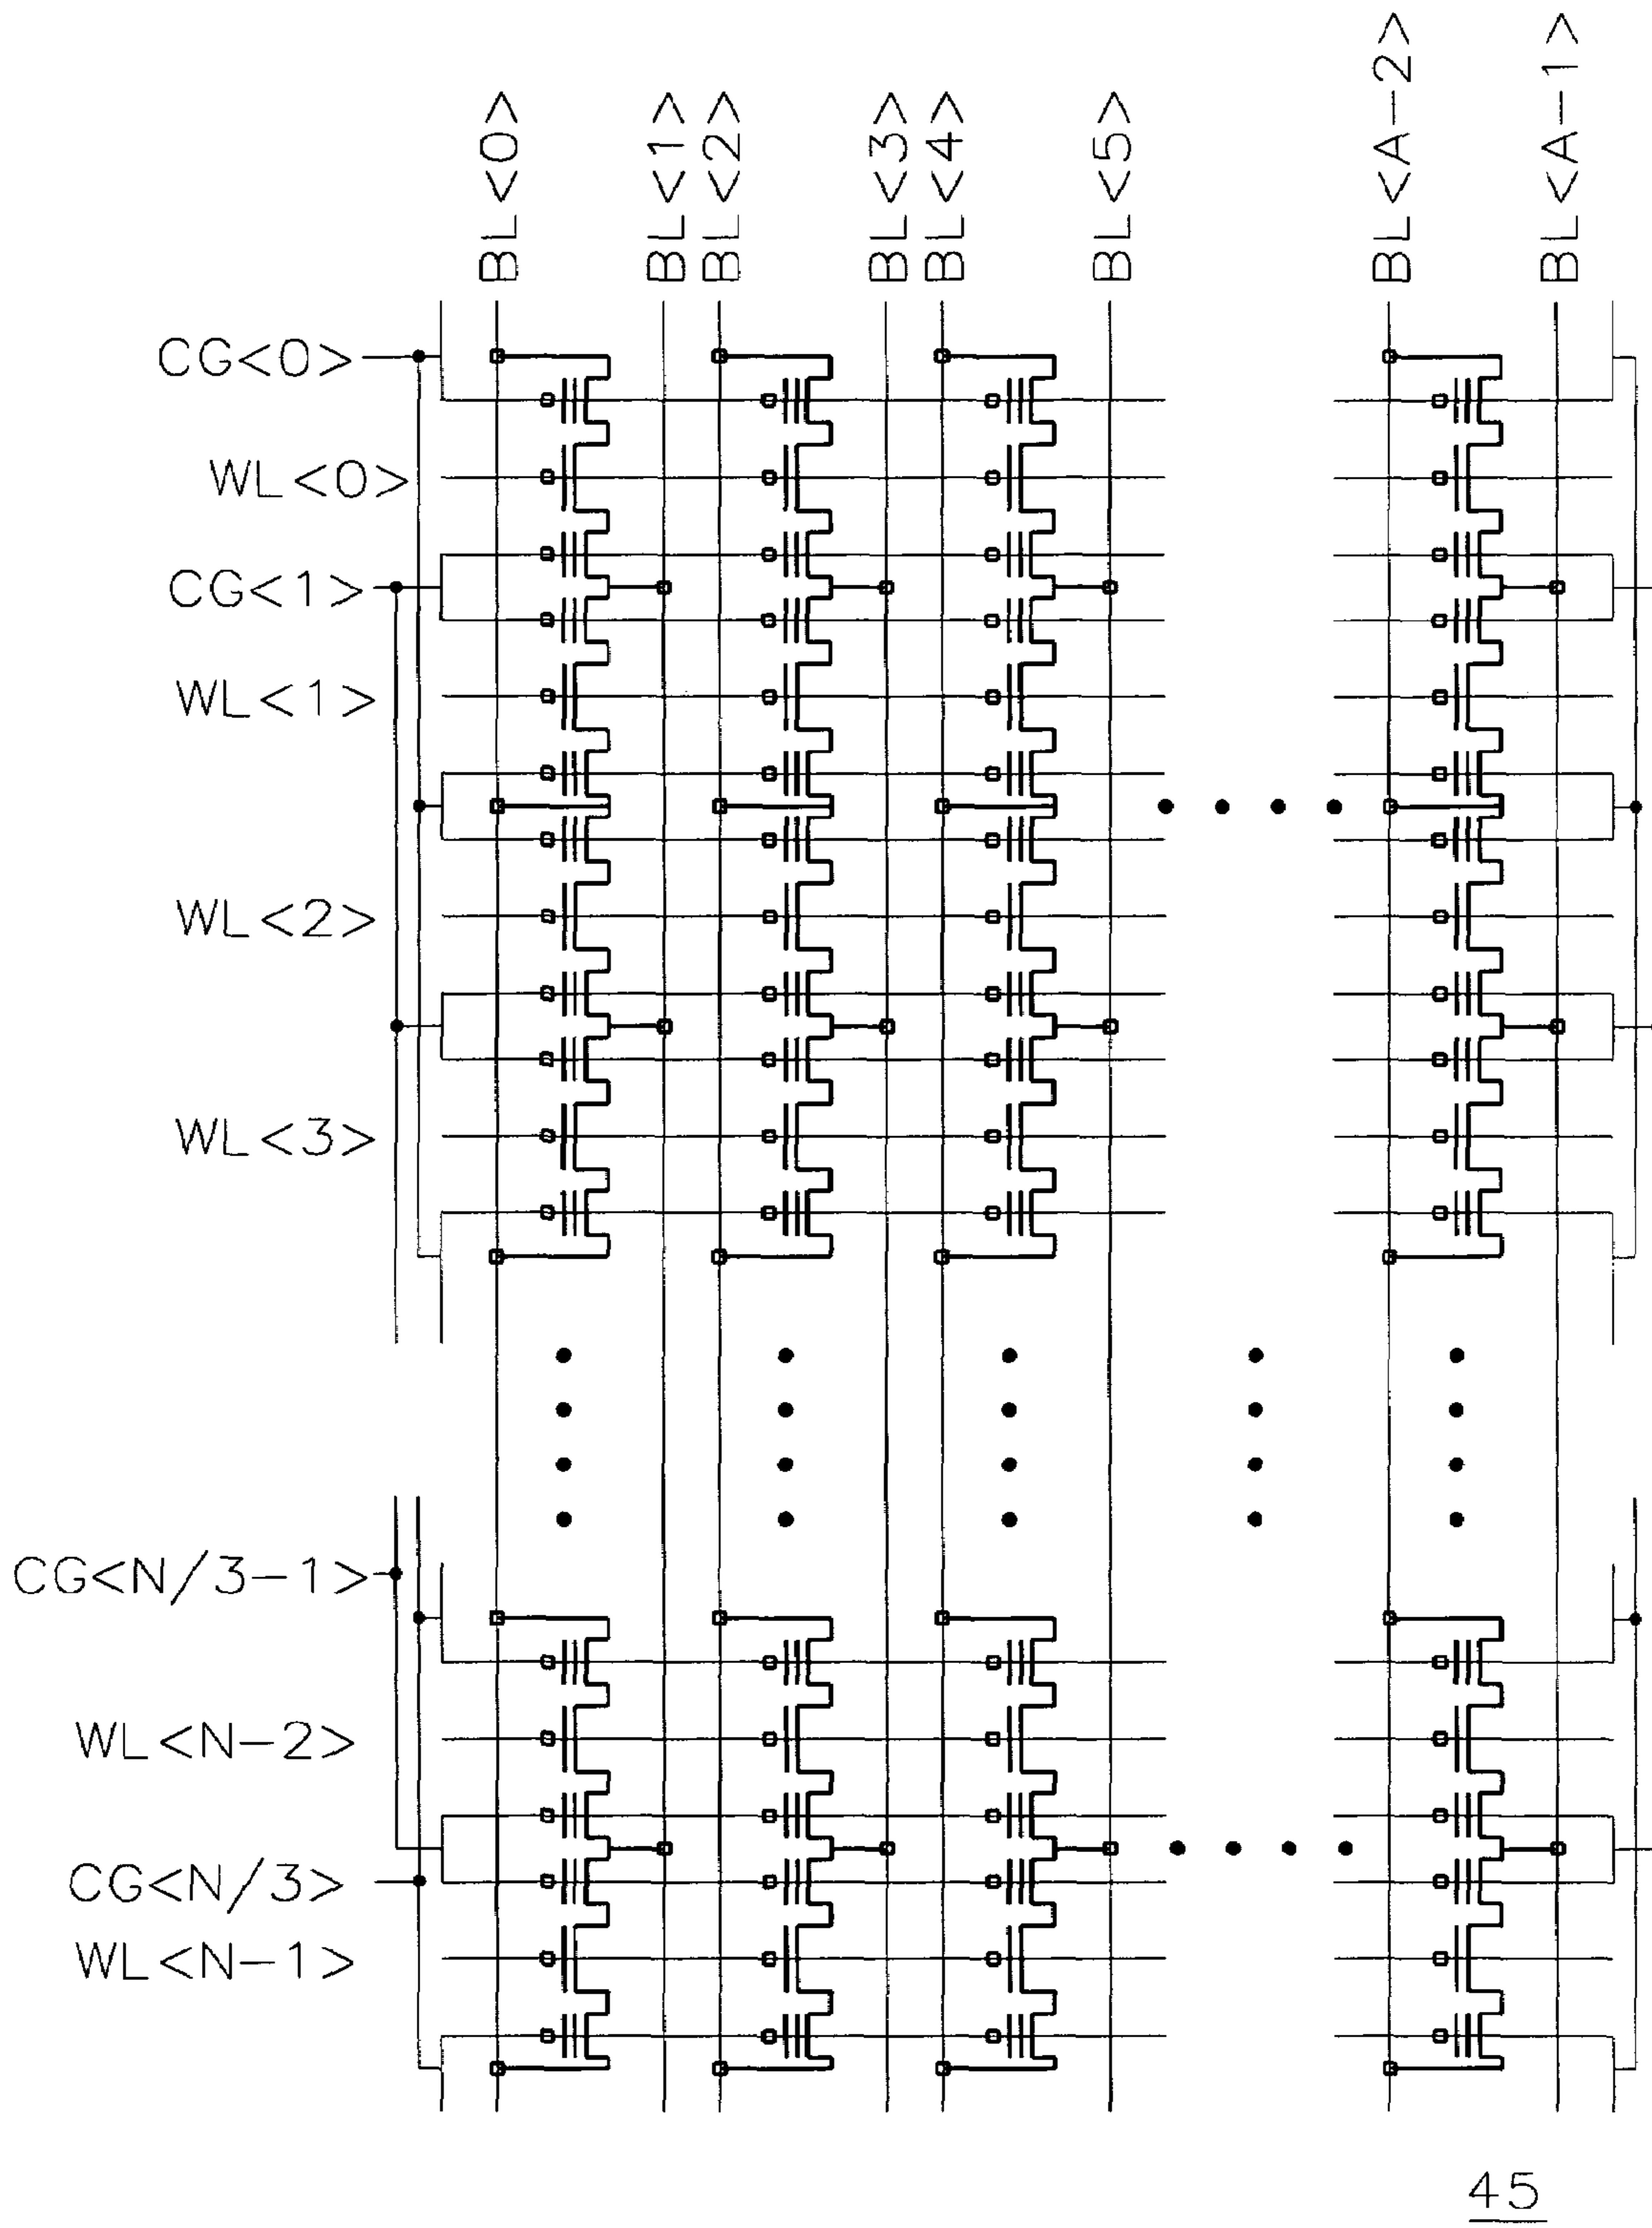 BL<0>
BL<1>
BL<2>
BL<3>
BL<4>
BL<5>
BL<A-2>
BL<A-1>
CG<0>
WL<0>
CG<1>
WL<1>
WL<2>
WL<3>
CG<N/3-1>
WL<N-2>
CG<N/3>
WL<N-1>
45